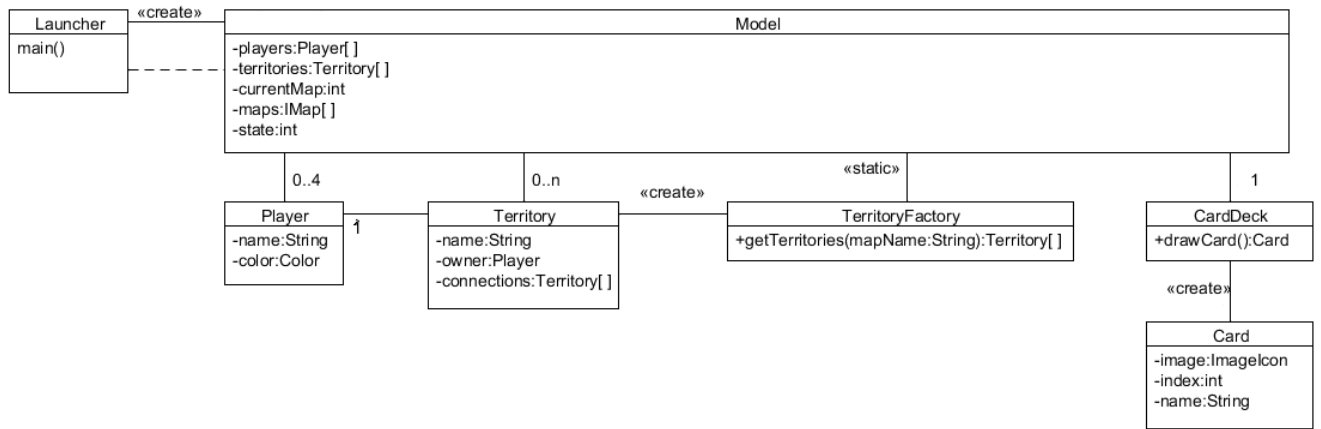 Launcher
main()
«create»
Model
-players:Player[ ]
-territories:Territory[ ]
-currentMap:int
-maps:IMap[ ]
-state:int
0..4
0..n
«static»
1
Player
-name:String
-color:Color
1
Territory
-name:String
-owner:Player
-connections:Territory[ ]
«create»
TerritoryFactory
+getTerritories(mapName:String):Territory[ ]
CardDeck
+drawCard():Card
«create»
Card
-image:ImageIcon
-index:int
-name:String